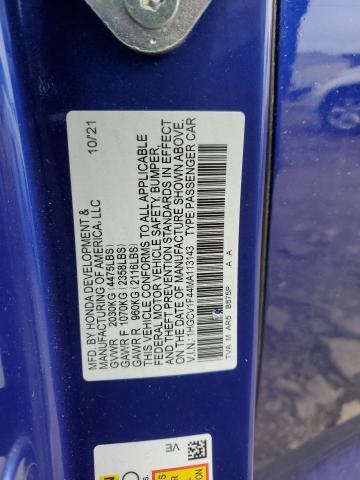 MFD. BY HONDA DEVELOPMENT & 10/21
MANUFACTURING OF AMERICA, LLC
GVWR 2030KG (4475LBS)
GAWR F 1070KG (2358LBS)
GAWR R 960KG (2116LBS)
THIS VEHICLE CONFORMS TO ALL APPLICABLE
FEDERAL MOTOR VEHICLE SAFETY, BUMPER,
AND THEFT PREVENTION STANDARDS IN EFFECT
ON THE DATE OF MANUFACTURE SHOWN ABOVE.
V.I.N.: 1HGCV1F44MA113143 TYPE: PASSENGER CAR
TVA M AR5 B575P A A
VE